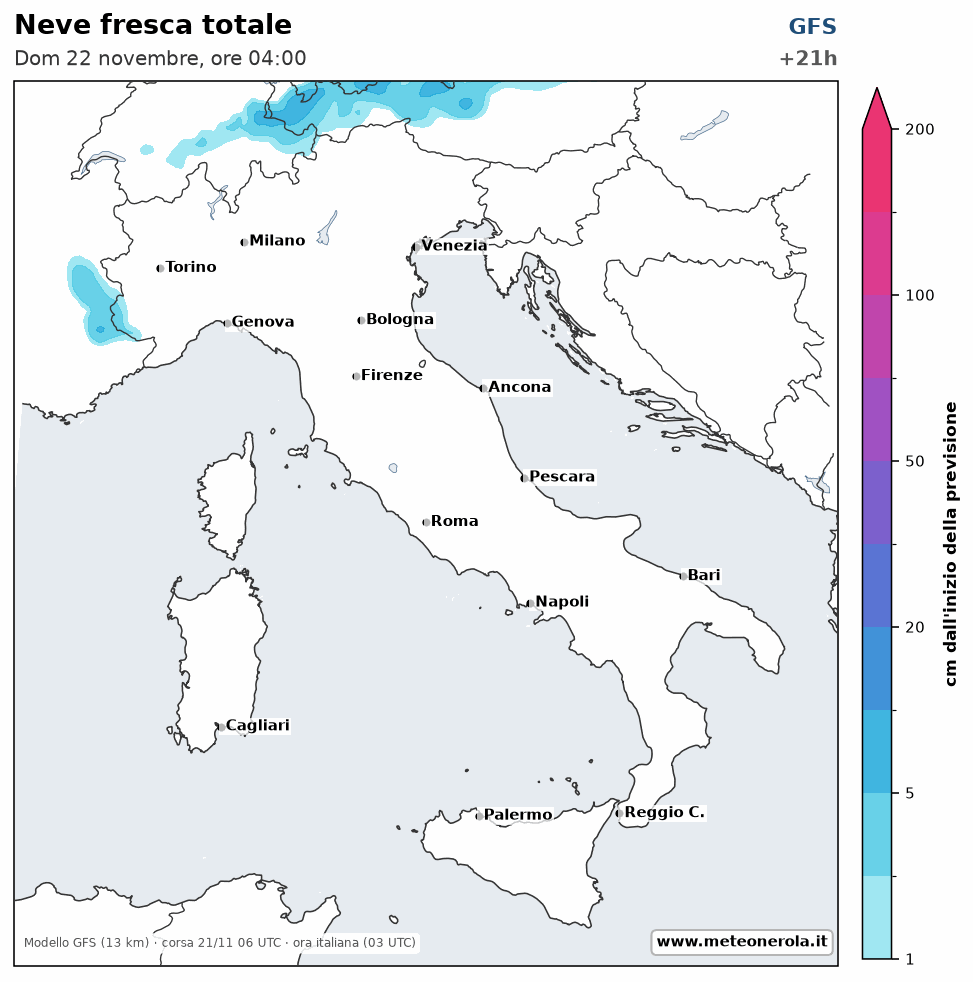 Neve fresca totale
GFS
Dom 22 novembre, ore 04:00
+21h
200
100
50
20
5
1
cm dall'inizio della previsione
Milano
Venezia
Torino
Genova
Bologna
Firenze
Ancona
Pescara
Roma
Bari
Napoli
Cagliari
Palermo
Reggio C.
Modello GFS (13 km) · corsa 21/11 06 UTC · ora italiana (03 UTC)
www.meteonerola.it